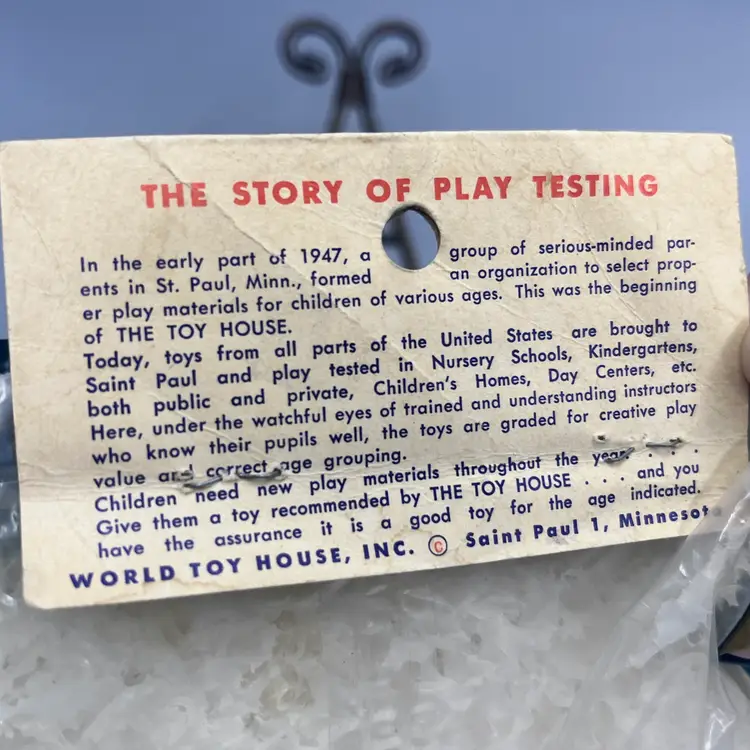 THE STORY OF PLAY TESTING
In the early part of 1947, a group of serious-minded par-
ents in St. Paul, Minn., formed an organization to select prop-
er play materials for children of various ages. This was the beginning
of THE TOY HOUSE.
Today, toys from all parts of the United States are brought to
Saint Paul and play tested in Nursery Schools, Kindergartens,
both public and private, Children's Homes, Day Centers, etc.
Here, under the watchful eyes of trained and understanding instructors
who know their pupils well, the toys are graded for creative play
value and correct age grouping.
Children need new play materials throughout the year . . .
Give them a toy recommended by THE TOY HOUSE . . . and you
have the assurance it is a good toy for the age indicated.
WORLD TOY HOUSE, INC. © Saint Paul 1, Minnesot